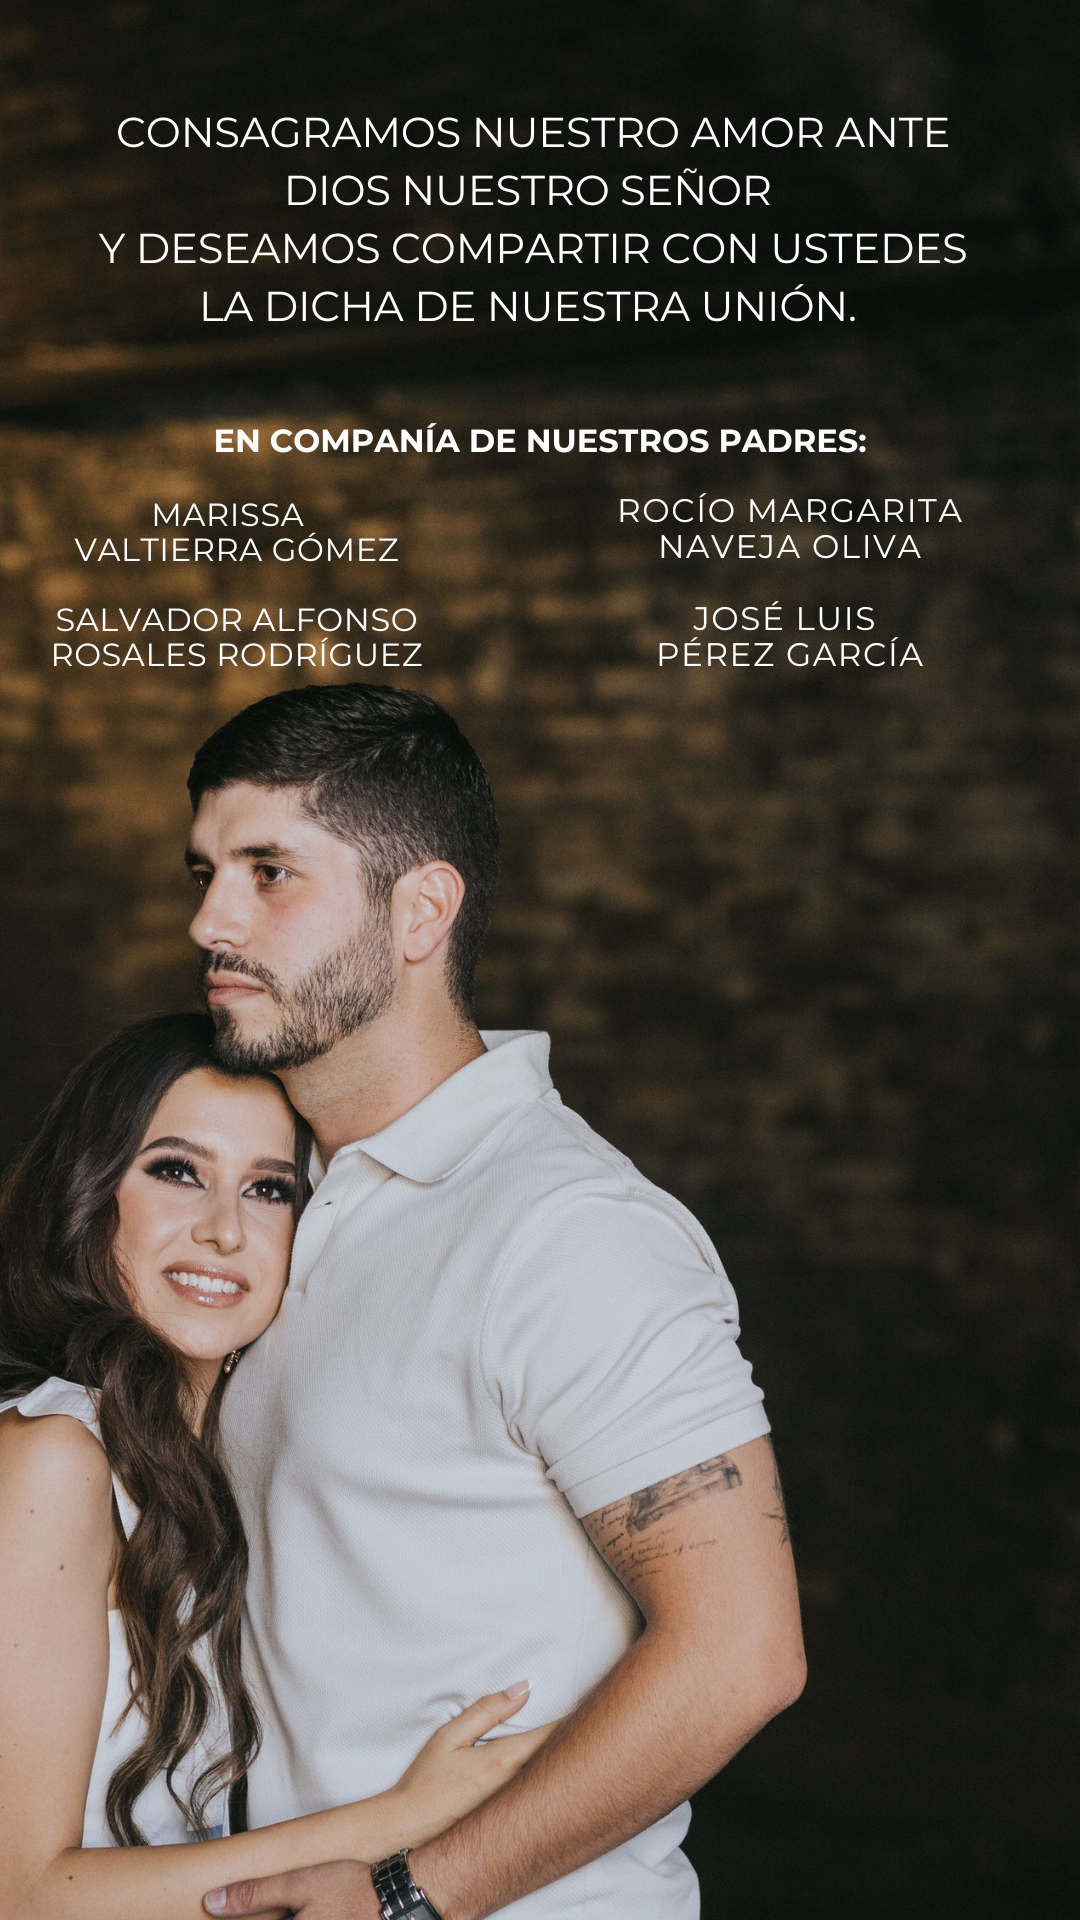 CONSAGRAMOS NUESTRO AMOR ANTE
DIOS NUESTRO SEÑOR
Y DESEAMOS COMPARTIR CON USTEDES
LA DICHA DE NUESTRA UNIÓN.
EN COMPANÍA DE NUESTROS PADRES:
MARISSA
VALTIERRA GÓMEZ
SALVADOR ALFONSO
ROSALES RODRÍGUEZ
ROCÍO MARGARITA
NAVEJA OLIVA
JOSÉ LUIS
PÉREZ GARCÍA